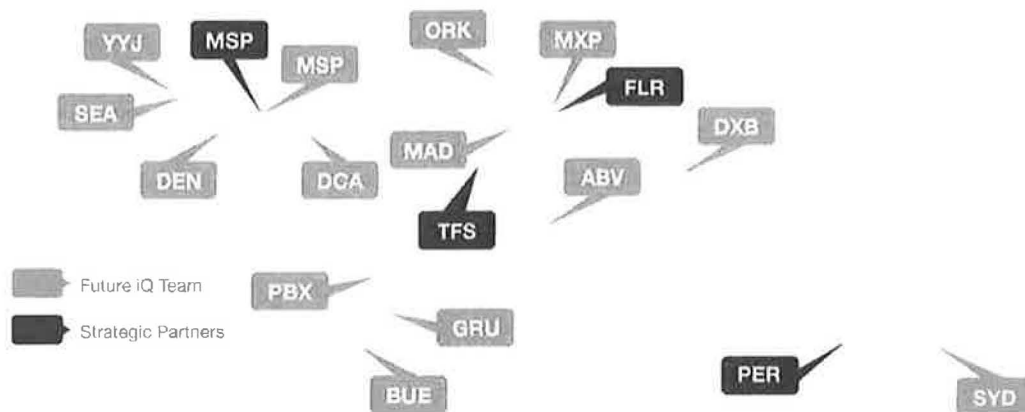 YYJ
MSP
MSP
ORK
MXP
FLR
SEA
DXB
MAD
DEN
DCA
ABV
TFS
Future iQ Team
PBX
Strategic Partners
GRU
BUE
PER
SYD